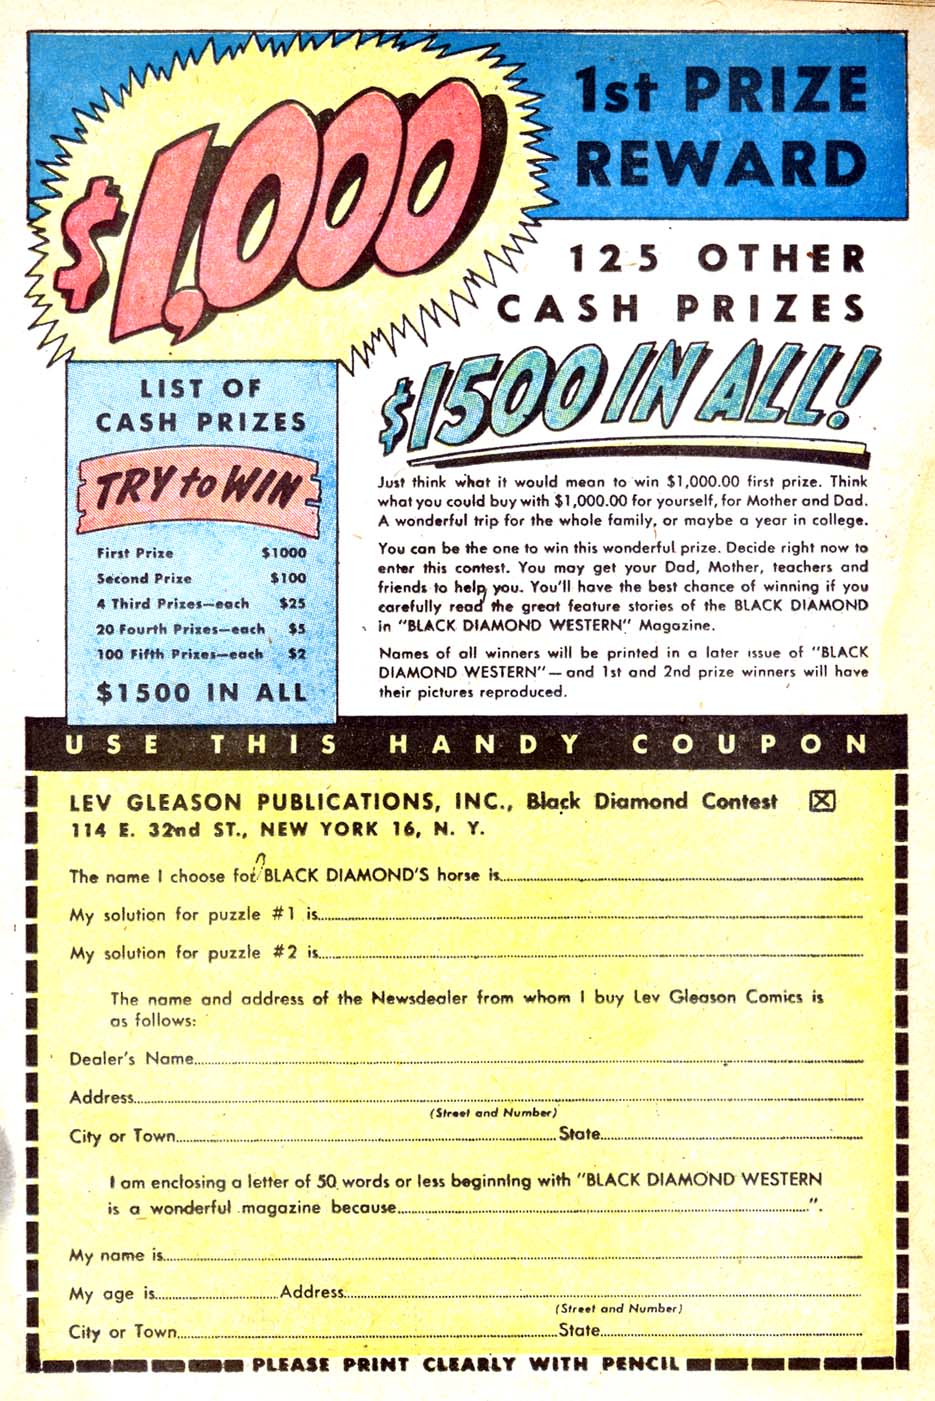 $1,000
1st PRIZE
REWARD
125 OTHER
CASH PRIZES
$1500 IN ALL!
LIST OF
CASH PRIZES
TRY to WIN
First Prize $1000
Second Prize $100
4 Third Prizes—each $25
20 Fourth Prizes—each $5
100 Fifth Prizes—each $2
$1500 IN ALL
Just think what it would mean to win $1,000.00 first prize. Think
what you could buy with $1,000.00 for yourself, for Mother and Dad.
A wonderful trip for the whole family, or maybe a year in college.
You can be the one to win this wonderful prize. Decide right now to
enter this contest. You may get your Dad, Mother, teachers and
friends to help you. You'll have the best chance of winning if you
carefully read the great feature stories of the BLACK DIAMOND
in "BLACK DIAMOND WESTERN" Magazine.
Names of all winners will be printed in a later issue of "BLACK
DIAMOND WESTERN"—and 1st and 2nd prize winners will have
their pictures reproduced.
USE THIS HANDY COUPON
LEV GLEASON PUBLICATIONS, INC., Black Diamond Contest
114 E. 32nd ST., NEW YORK 16, N. Y.
The name I choose for BLACK DIAMOND'S horse is
My solution for puzzle #1 is
My solution for puzzle #2 is
The name and address of the Newsdealer from whom I buy Lev Gleason Comics is
as follows:
Dealer's Name
Address
(Street and Number)
City or Town State
I am enclosing a letter of 50 words or less beginning with "BLACK DIAMOND WESTERN
is a wonderful magazine because ".
My name is
My age is Address
(Street and Number)
City or Town State
PLEASE PRINT CLEARLY WITH PENCIL